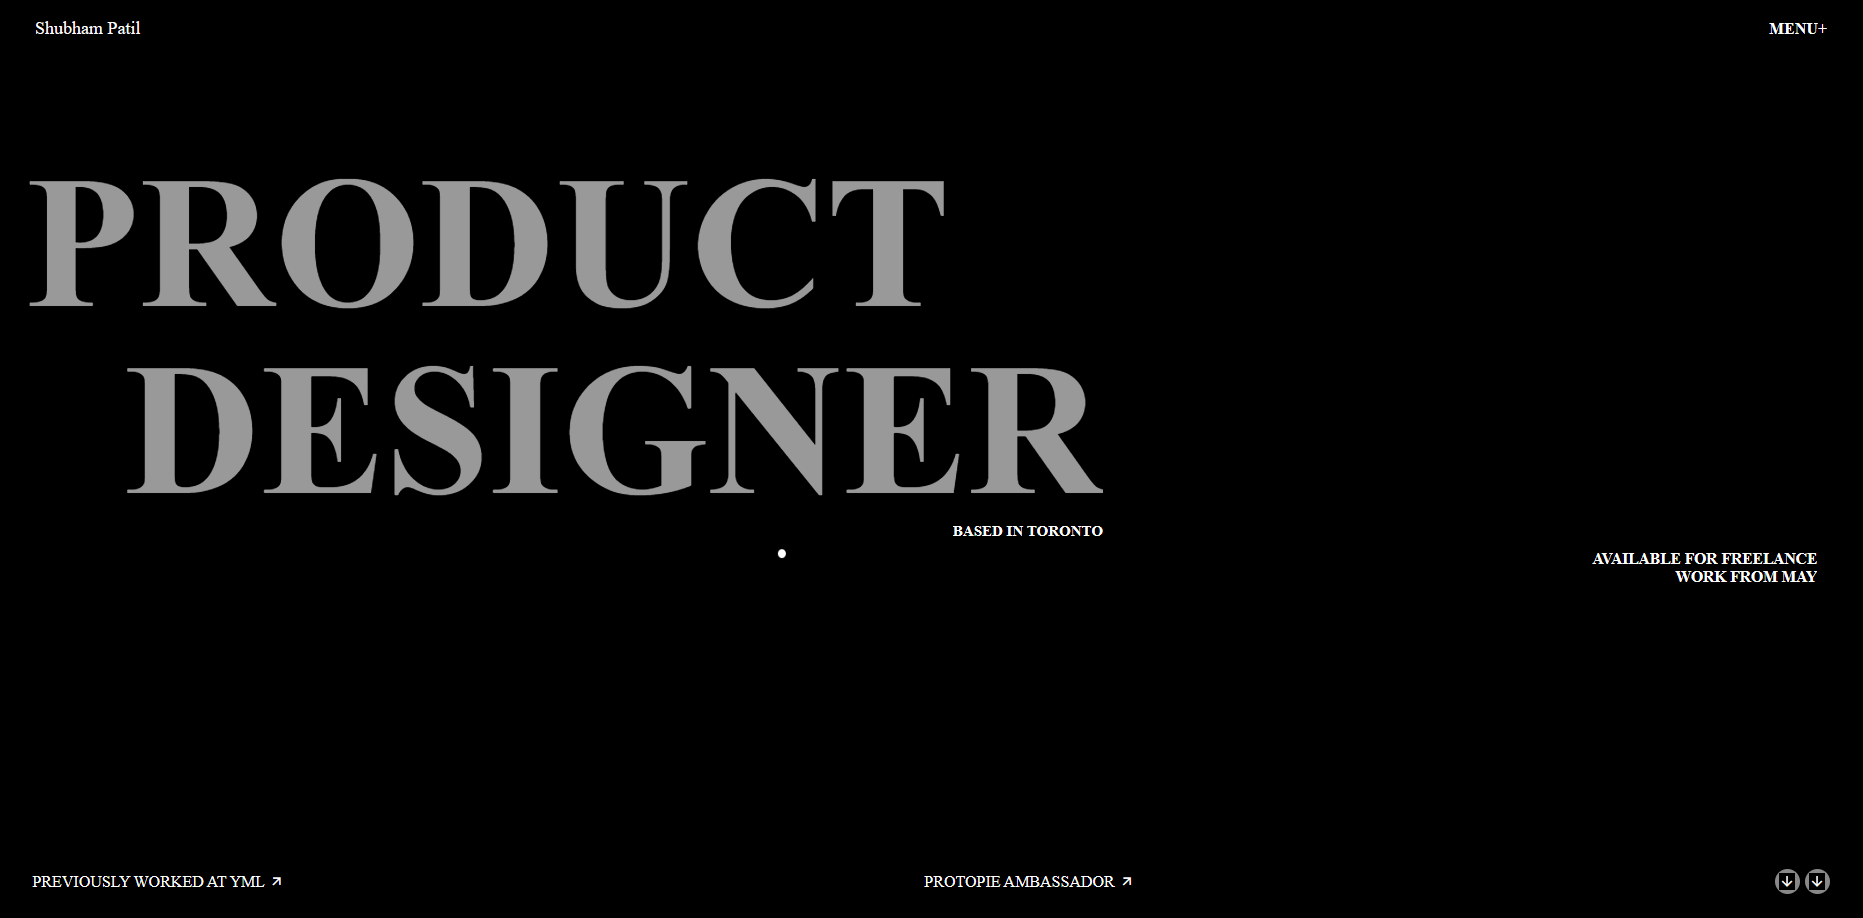 Shubham Patil
MENU+
PRODUCT
DESIGNER
BASED IN TORONTO
AVAILABLE FOR FREELANCE
WORK FROM MAY
PREVIOUSLY WORKED AT YML
PROTOPIE AMBASSADOR